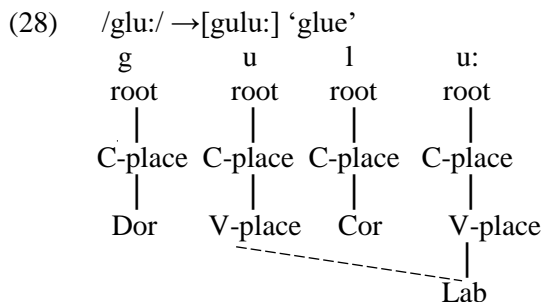 (28) /glu:/ →[gulu:] ‘glue’
g u l u:
root root root root
C-place C-place C-place C-place
Dor V-place Cor V-place
Lab